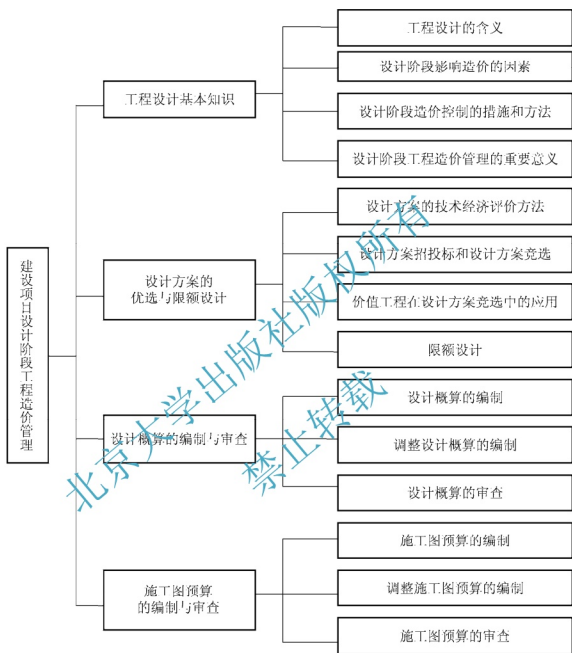 建设项目设计阶段工程造价管理
工程设计基本知识
工程设计的含义
设计阶段影响造价的因素
设计阶段造价控制的措施和方法
设计阶段工程造价管理的重要意义
设计方案的
优选与限额设计
设计方案的技术经济评价方法
设计方案招投标和设计方案竞选
价值工程在设计方案竞选中的应用
限额设计
设计概算的编制与审查
设计概算的编制
调整设计概算的编制
设计概算的审查
施工图预算
的编制与审查
施工图预算的编制
调整施工图预算的编制
施工图预算的审查
北京大学出版社版权所有
禁止转载